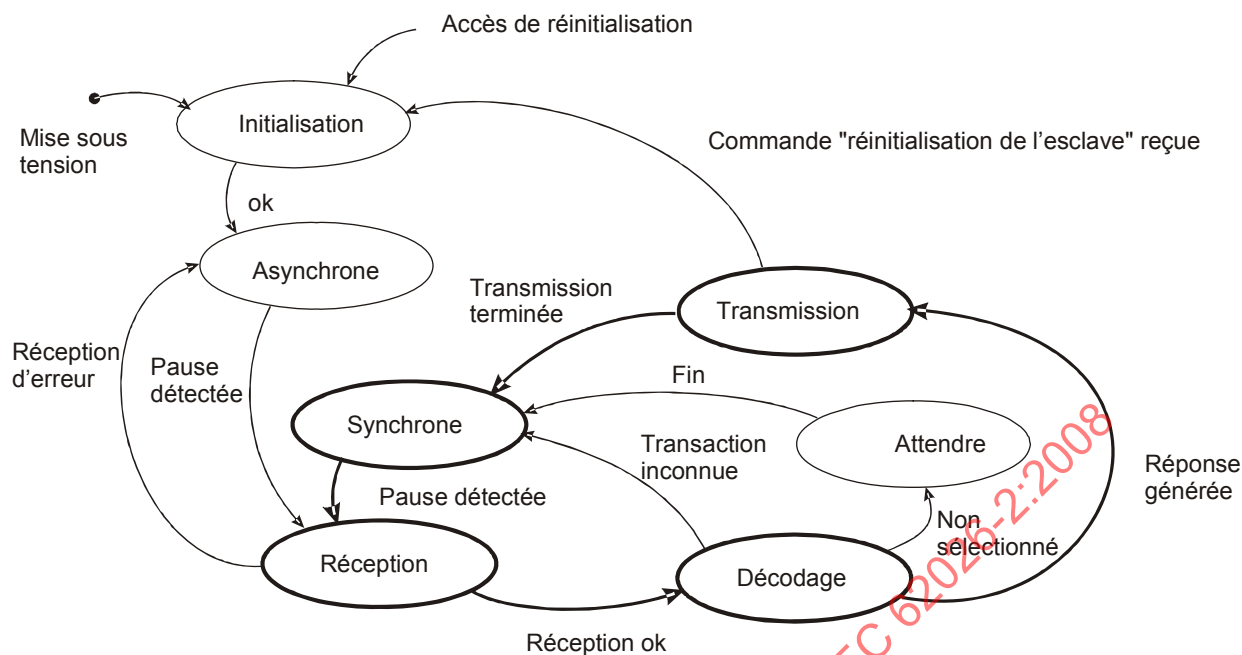 Accès de réinitialisation
Initialisation
Mise sous
tension
Commande "réinitialisation de l'esclave" reçue
ok
Asynchrone
Transmission
terminée
Transmission
Réception
d'erreur
Pause
détectée
Fin
Synchrone
Transaction
inconnue
Attendre
Réponse
générée
Pause détectée
Non
sélectionné
Réception
Décodage
Réception ok
EC 62026-2:2008